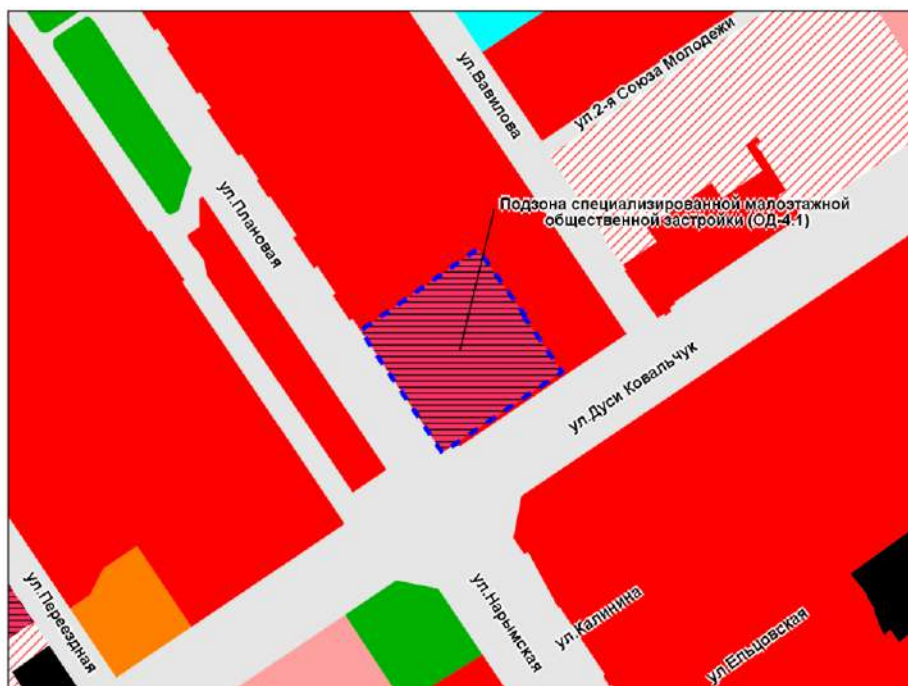 ул.2-я Союза Молодежи
ул.Вавилова
Подзона специализированной малоэтажной
общественной застройки (ОД-4.1)
ул.Плановая
ул.Дуси Ковальчук
ул.Переездная
ул.Нарымская
ул.Калинина
ул.Ельцовская